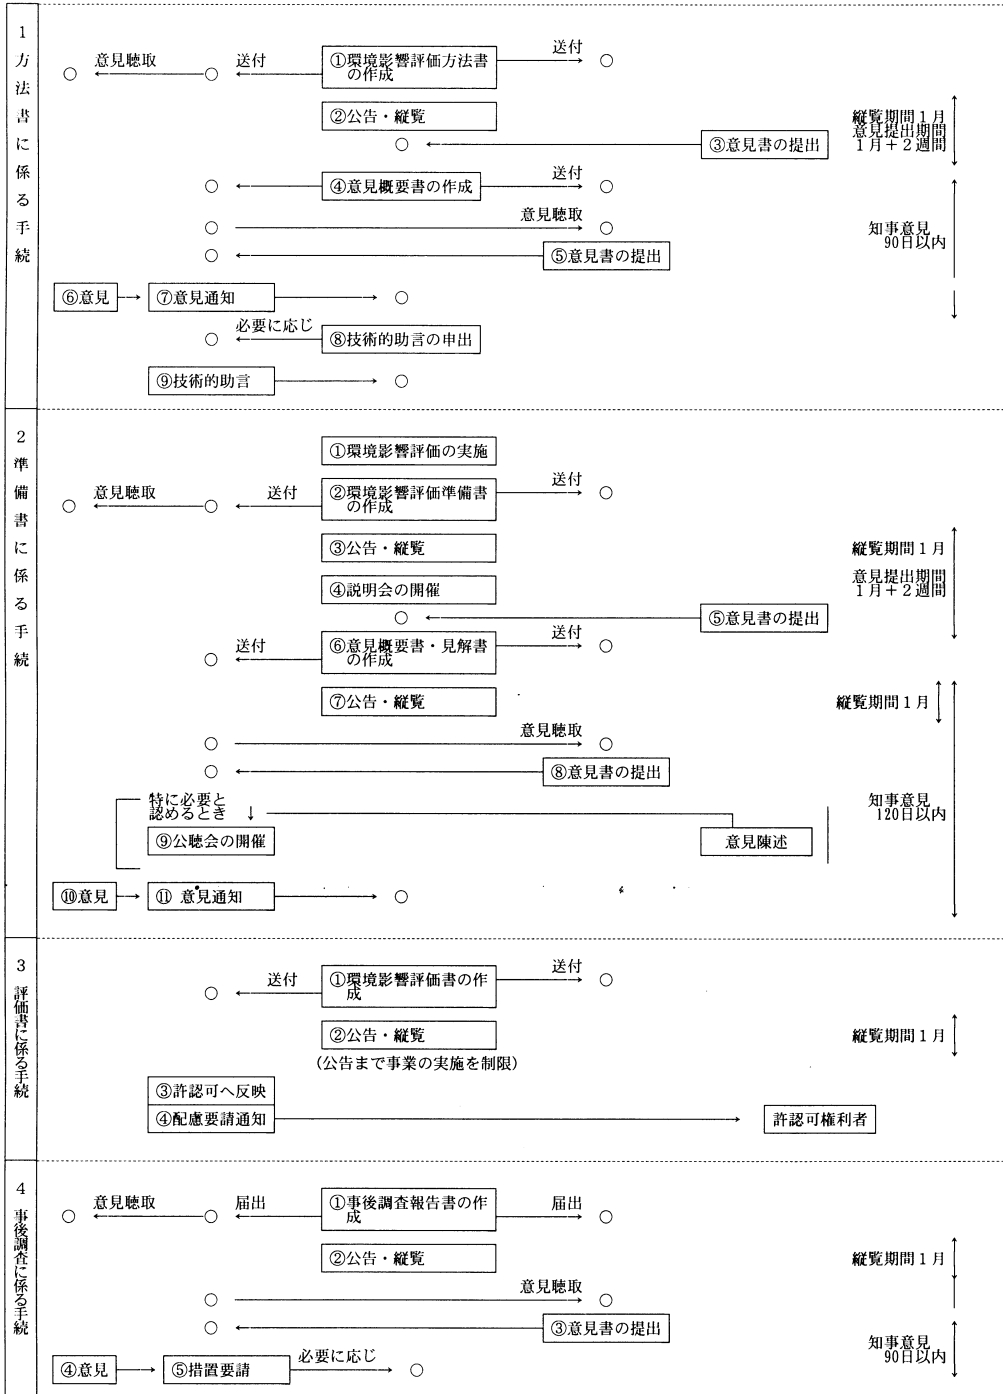 1 方法書に係る手続
意見聴取
送付
①環境影響評価方法書
の作成
送付
②公告・縦覧
縦覧期間1月
意見提出期間
1月+2週間
③意見書の提出
④意見概要書の作成
送付
意見聴取
知事意見
90日以内
⑤意見書の提出
⑥意見
⑦意見通知
必要に応じ
⑧技術的助言の申出
⑨技術的助言
2 準備書に係る手続
①環境影響評価の実施
意見聴取
送付
②環境影響評価準備書
の作成
送付
③公告・縦覧
縦覧期間1月
④説明会の開催
意見提出期間
1月+2週間
⑤意見書の提出
送付
⑥意見概要書・見解書
の作成
送付
⑦公告・縦覧
縦覧期間1月
意見聴取
⑧意見書の提出
特に必要と
認めるとき
知事意見
120日以内
⑨公聴会の開催
意見陳述
⑩意見
⑪ 意見通知
3 評価書に係る手続
送付
①環境影響評価書の作
成
送付
②公告・縦覧
縦覧期間1月
(公告まで事業の実施を制限)
③許認可へ反映
④配慮要請通知
許認可権利者
4 事後調査に係る手続
意見聴取
届出
①事後調査報告書の作
成
届出
②公告・縦覧
縦覧期間1月
意見聴取
③意見書の提出
知事意見
90日以内
④意見
⑤措置要請
必要に応じ